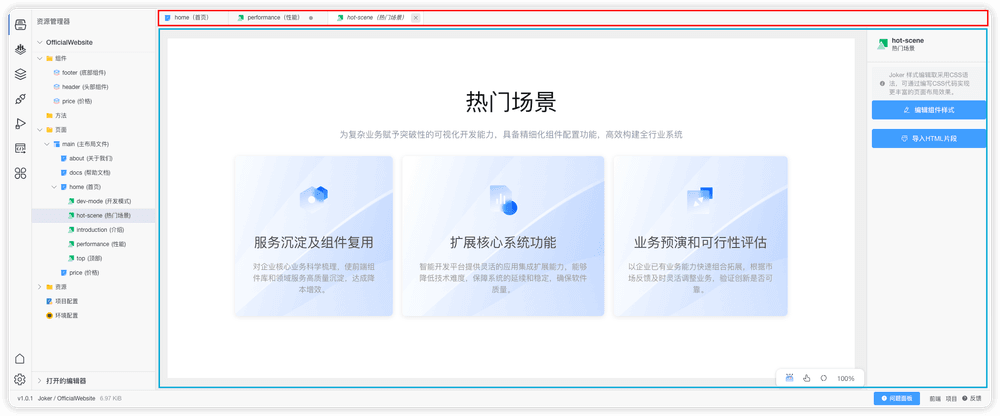 资源管理器
home (首页)
performance (性能)
hot-scene (热门场景)
OfficialWebsite
组件
footer (底部组件)
header (头部组件)
price (价格)
方法
页面
main (主布局文件)
about (关于我们)
docs (帮助文档)
home (首页)
dev-mode (开发模式)
hot-scene (热门场景)
introduction (介绍)
performance (性能)
top (顶部)
price (价格)
资源
项目配置
环境配置
打开的编辑器
热门场景
为复杂业务赋予突破性的可视化开发能力，具备精细化组件配置功能，高效构建全行业系统
服务沉淀及组件复用
对企业核心业务科学梳理，使前端组
件库和领域服务高质量沉淀，达成降
本增效。
扩展核心系统功能
智能开发平台提供灵活的应用集成扩展能力，能够
降低技术难度，保障系统的延续和稳定，确保软件
质量。
业务预演和可行性评估
以企业已有业务能力快速组合拓展，根据市
场反馈及时灵活调整业务，验证创新是否可
靠。
100%
hot-scene
热门场景
Joker 样式编辑取采用CSS语
法，可通过编写CSS代码实现
更丰富的页面布局效果。
编辑组件样式
导入HTML片段
v1.0.1 Joker / OfficialWebsite 6.97 KiB
问题面板
前端 项目 反馈